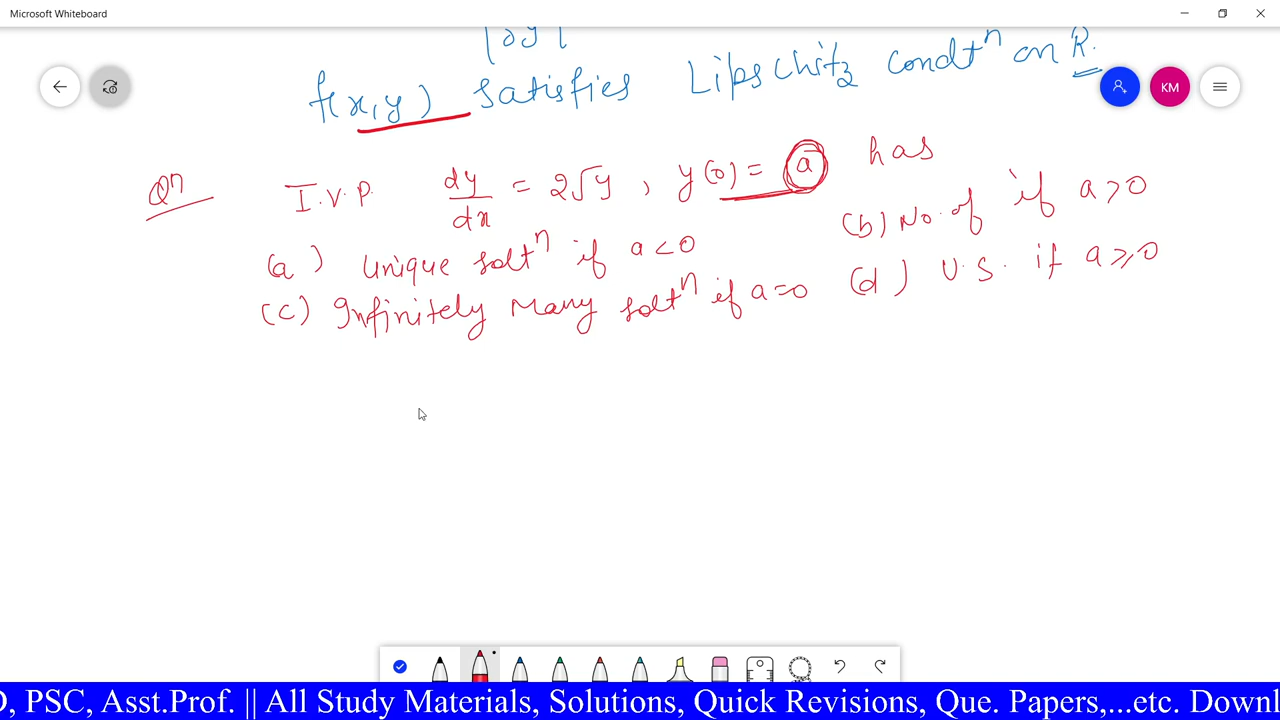 Microsoft Whiteboard
f(x,y) satisfies Lipschitz condtⁿ on R.
KM
Qⁿ I.V.P. dy/dx = 2√y , y(0) = a has
(a) unique soltⁿ if a<0 (b) No. of if a>0
(c) Infinitely Many soltⁿ if a=0 (d) U.S. if a≥0
D, PSC, Asst.Prof. || All Study Materials, Solutions, Quick Revisions, Que. Papers,...etc. Downl